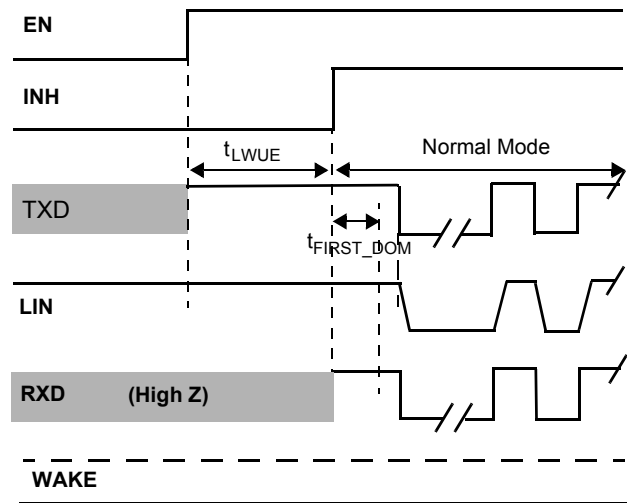 EN
INH
tLWUE
Normal Mode
TXD
tFIRST_DOM
LIN
RXD (High Z)
WAKE